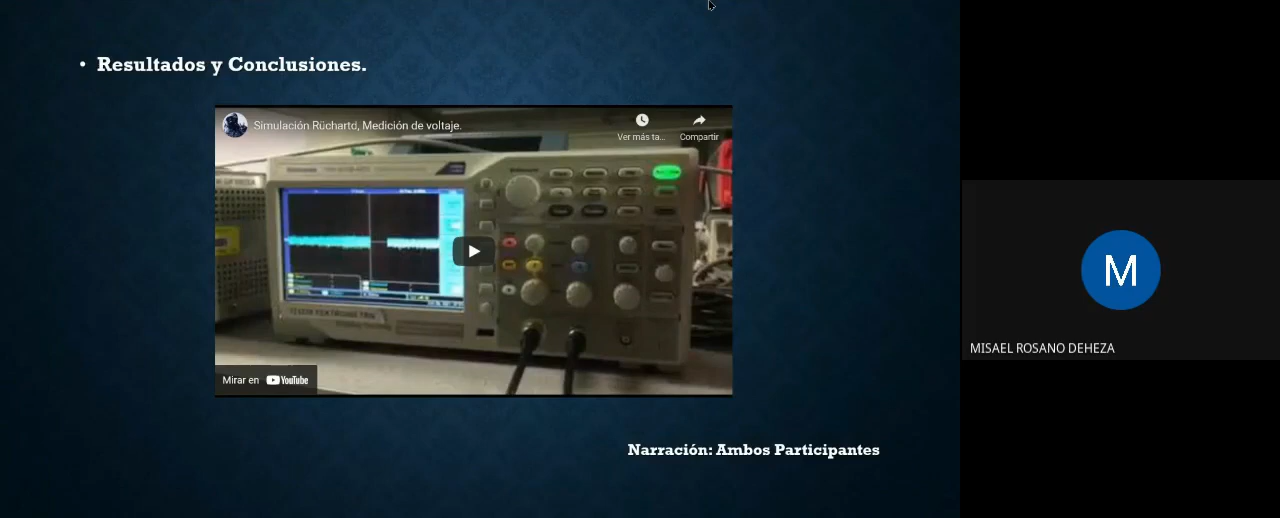 • Resultados y Conclusiones.
Simulación Rüchartd, Medición de voltaje.
Ver más ta...
Compartir
Mirar en YouTube
Narración: Ambos Participantes
M
MISAEL ROSANO DEHEZA